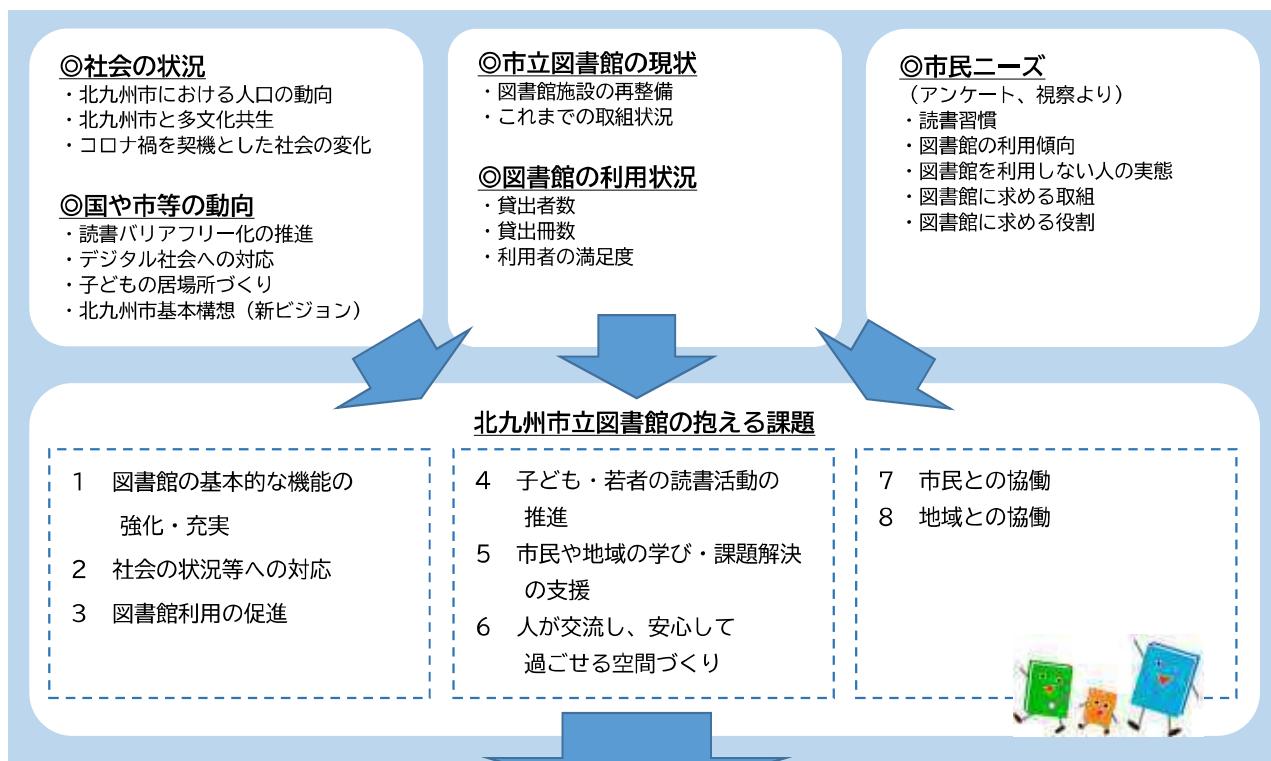 ◎社会の状況
・北九州市における人口の動向
・北九州市と多文化共生
・コロナ禍を契機とした社会の変化
◎国や市等の動向
・読書バリアフリー化の推進
・デジタル社会への対応
・子どもの居場所づくり
・北九州市基本構想（新ビジョン）
◎市立図書館の現状
・図書館施設の再整備
・これまでの取組状況
◎図書館の利用状況
・貸出者数
・貸出冊数
・利用者の満足度
◎市民ニーズ
（アンケート、視察より）
・読書習慣
・図書館の利用傾向
・図書館を利用しない人の実態
・図書館に求める取組
・図書館に求める役割
北九州市立図書館の抱える課題
1　図書館の基本的な機能の
強化・充実
2　社会の状況等への対応
3　図書館利用の促進
4　子ども・若者の読書活動の
推進
5　市民や地域の学び・課題解決
の支援
6　人が交流し、安心して
過ごせる空間づくり
7　市民との協働
8　地域との協働